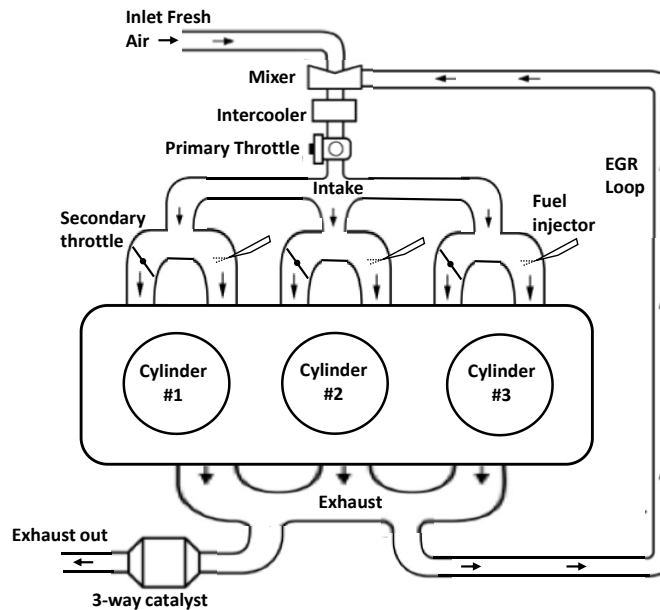 Inlet Fresh
Air
Mixer
Intercooler
Primary Throttle
EGR
Loop
Intake
Secondary
throttle
Fuel
injector
Cylinder
#1
Cylinder
#2
Cylinder
#3
Exhaust
Exhaust out
3-way catalyst